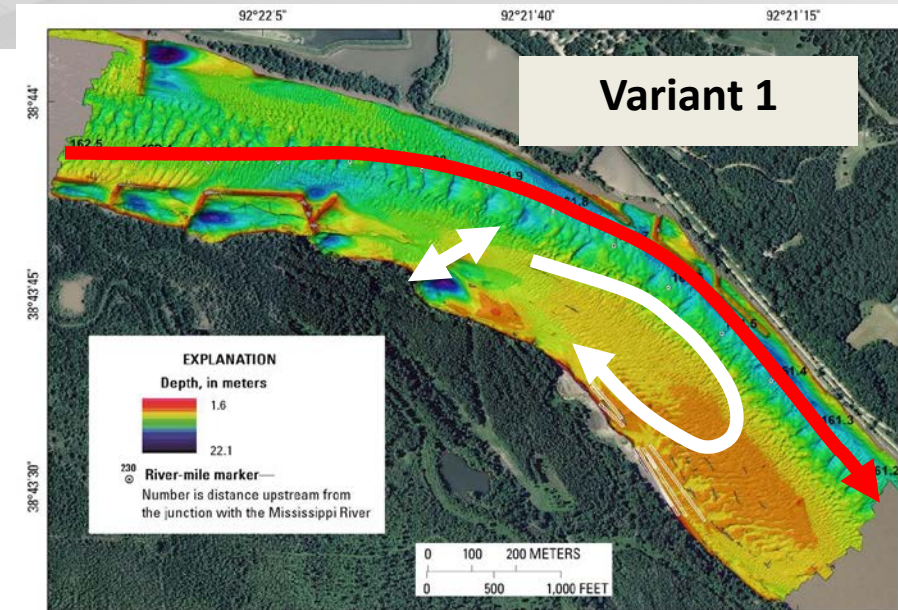 92°22'5" 92°21'40 92°21'15"
Variant 1
38°44'
162.5
161.9
161.8
38°43'45"
161.4
161.3
161.2
EXPLANATION
Depth, in meters
1.6
22.1
230
River-mile marker—
Number is distance upstream from
the junction with the Mississippi River
38°43'30"
0 100 200 METERS
0 500 1,000 FEET